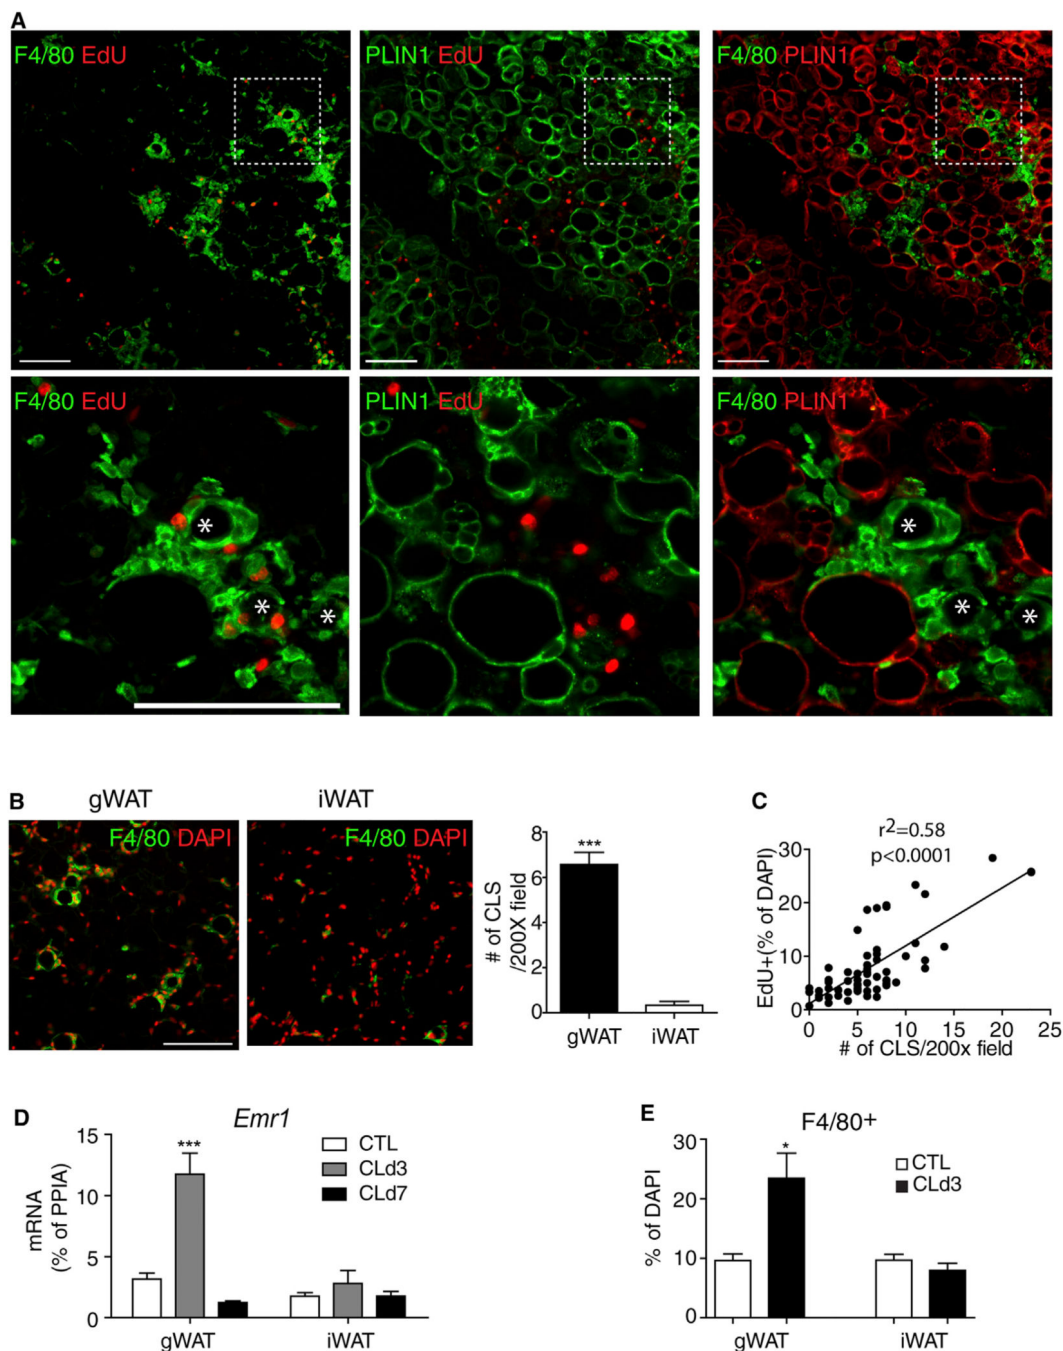 A
F4/80 EdU
PLIN1 EdU
F4/80 PLIN1
F4/80 EdU
PLIN1 EdU
F4/80 PLIN1
*
*
*
*
*
*
B
gWAT
iWAT
F4/80 DAPI
F4/80 DAPI
# of CLS
/200X field
8
6
4
2
0
***
gWAT
iWAT
C
r2=0.58
p<0.0001
EdU+(% of DAPI)
30
20
10
0
0
5
10
15
20
25
# of CLS/200x field
D
Emr1
mRNA
(% of PPIA)
15
10
5
0
***
CTL
CLd3
CLd7
gWAT
iWAT
E
F4/80+
% of DAPI
30
20
10
0
*
CTL
CLd3
gWAT
iWAT